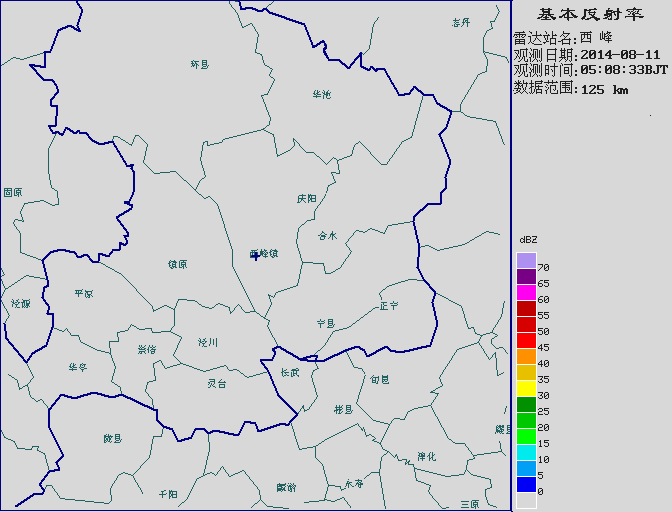 基本反射率
雷达站名:西 峰
观测日期:2014-08-11
观测时间:05:08:33BJT
数据范围:125 km
环县
华池
固原
庆阳
合水
西峰镇
镇原
平凉
泾源
正宁
宁县
泾川
崇信
华亭
灵台
长武
旬邑
彬县
陇县
淳化
千阳
麟游
永寿
三原
dBZ
70
65
60
55
50
45
40
35
30
25
20
15
10
5
0